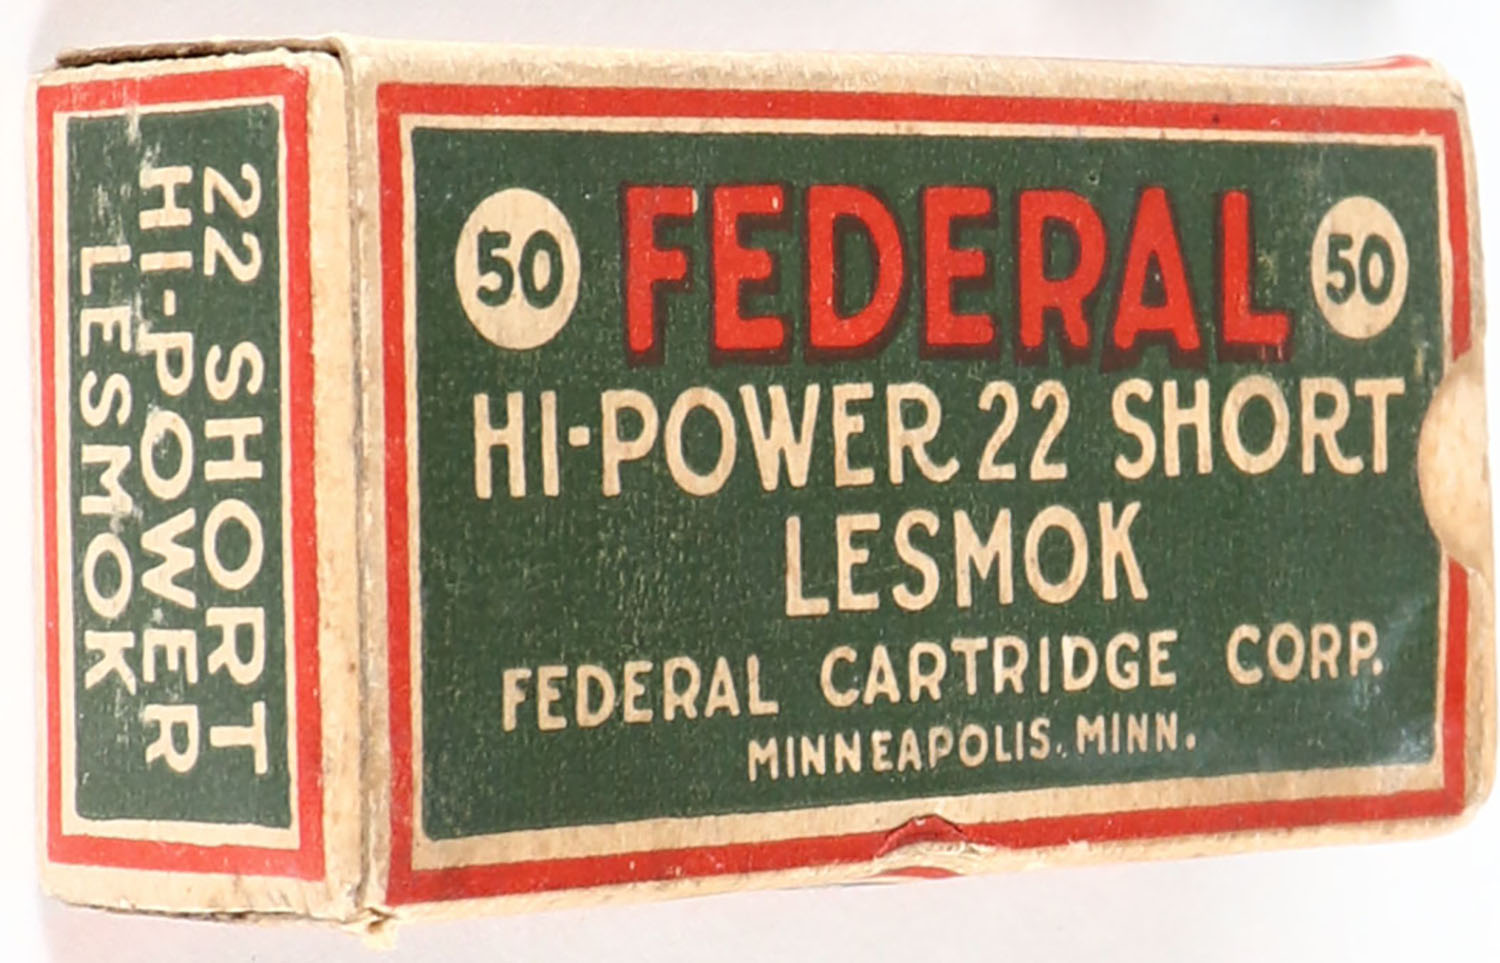 50 FEDERAL 50
HI-POWER 22 SHORT
LESMOK
FEDERAL CARTRIDGE CORP.
MINNEAPOLIS, MINN.
22 SHORT
HI-POWER
LESMOK